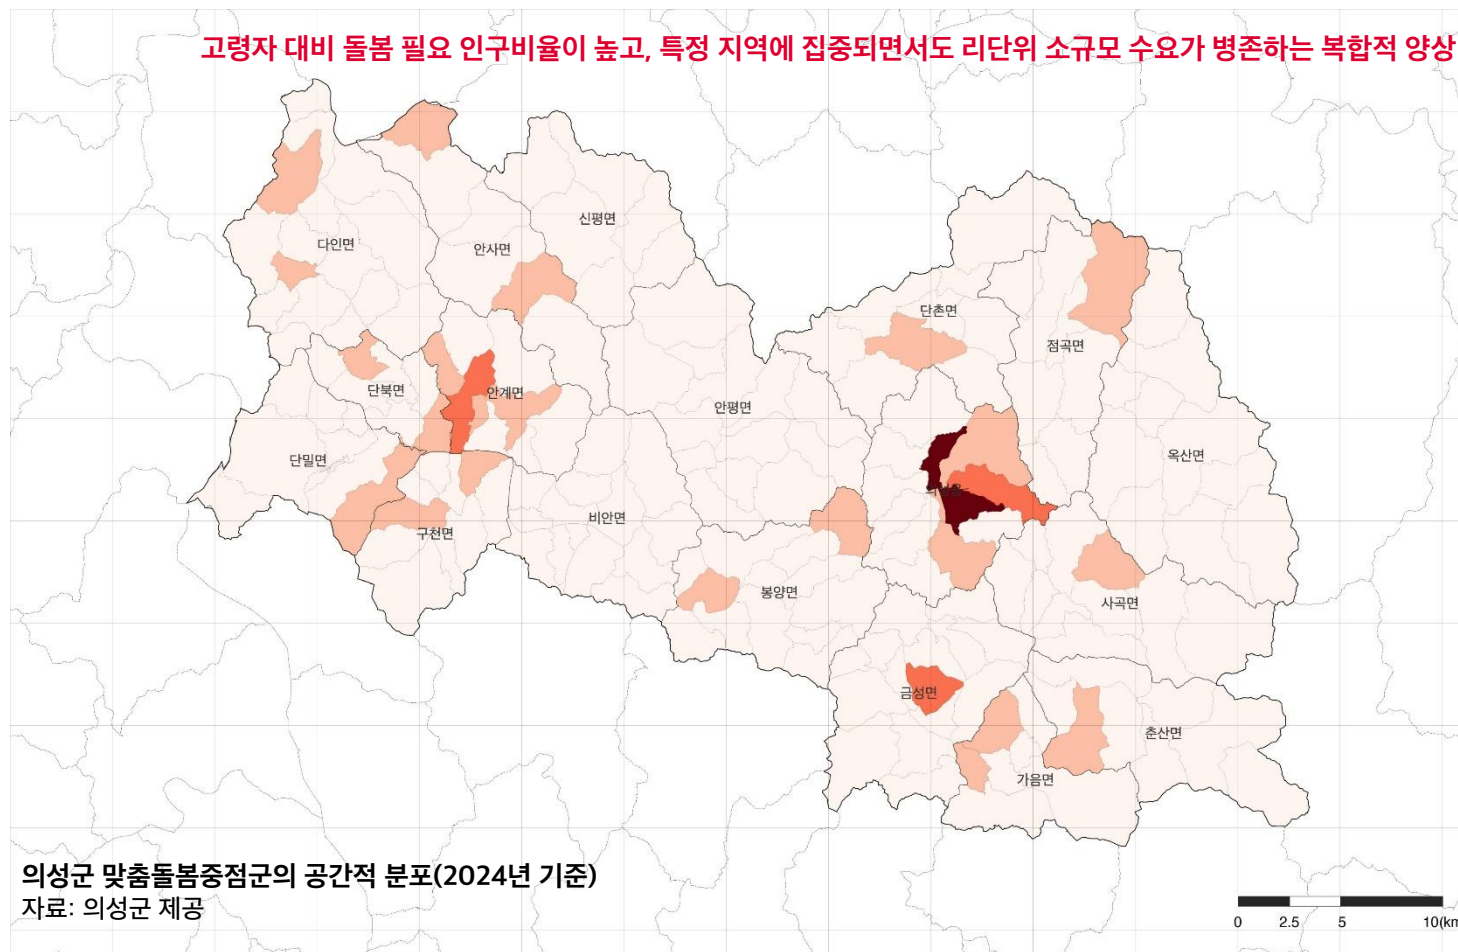 고령자 대비 돌봄 필요 인구비율이 높고, 특정 지역에 집중되면서도 리단위 소규모 수요가 병존하는 복합적 양상
신평면
다인면
안사면
단촌면
점곡면
단북면
안계면
안평면
단밀면
옥산면
비안면
구천면
봉양면
사곡면
금성면
춘산면
가음면
의성군 맞춤돌봄중점군의 공간적 분포(2024년 기준)
자료: 의성군 제공
0 2.5 5 10(km